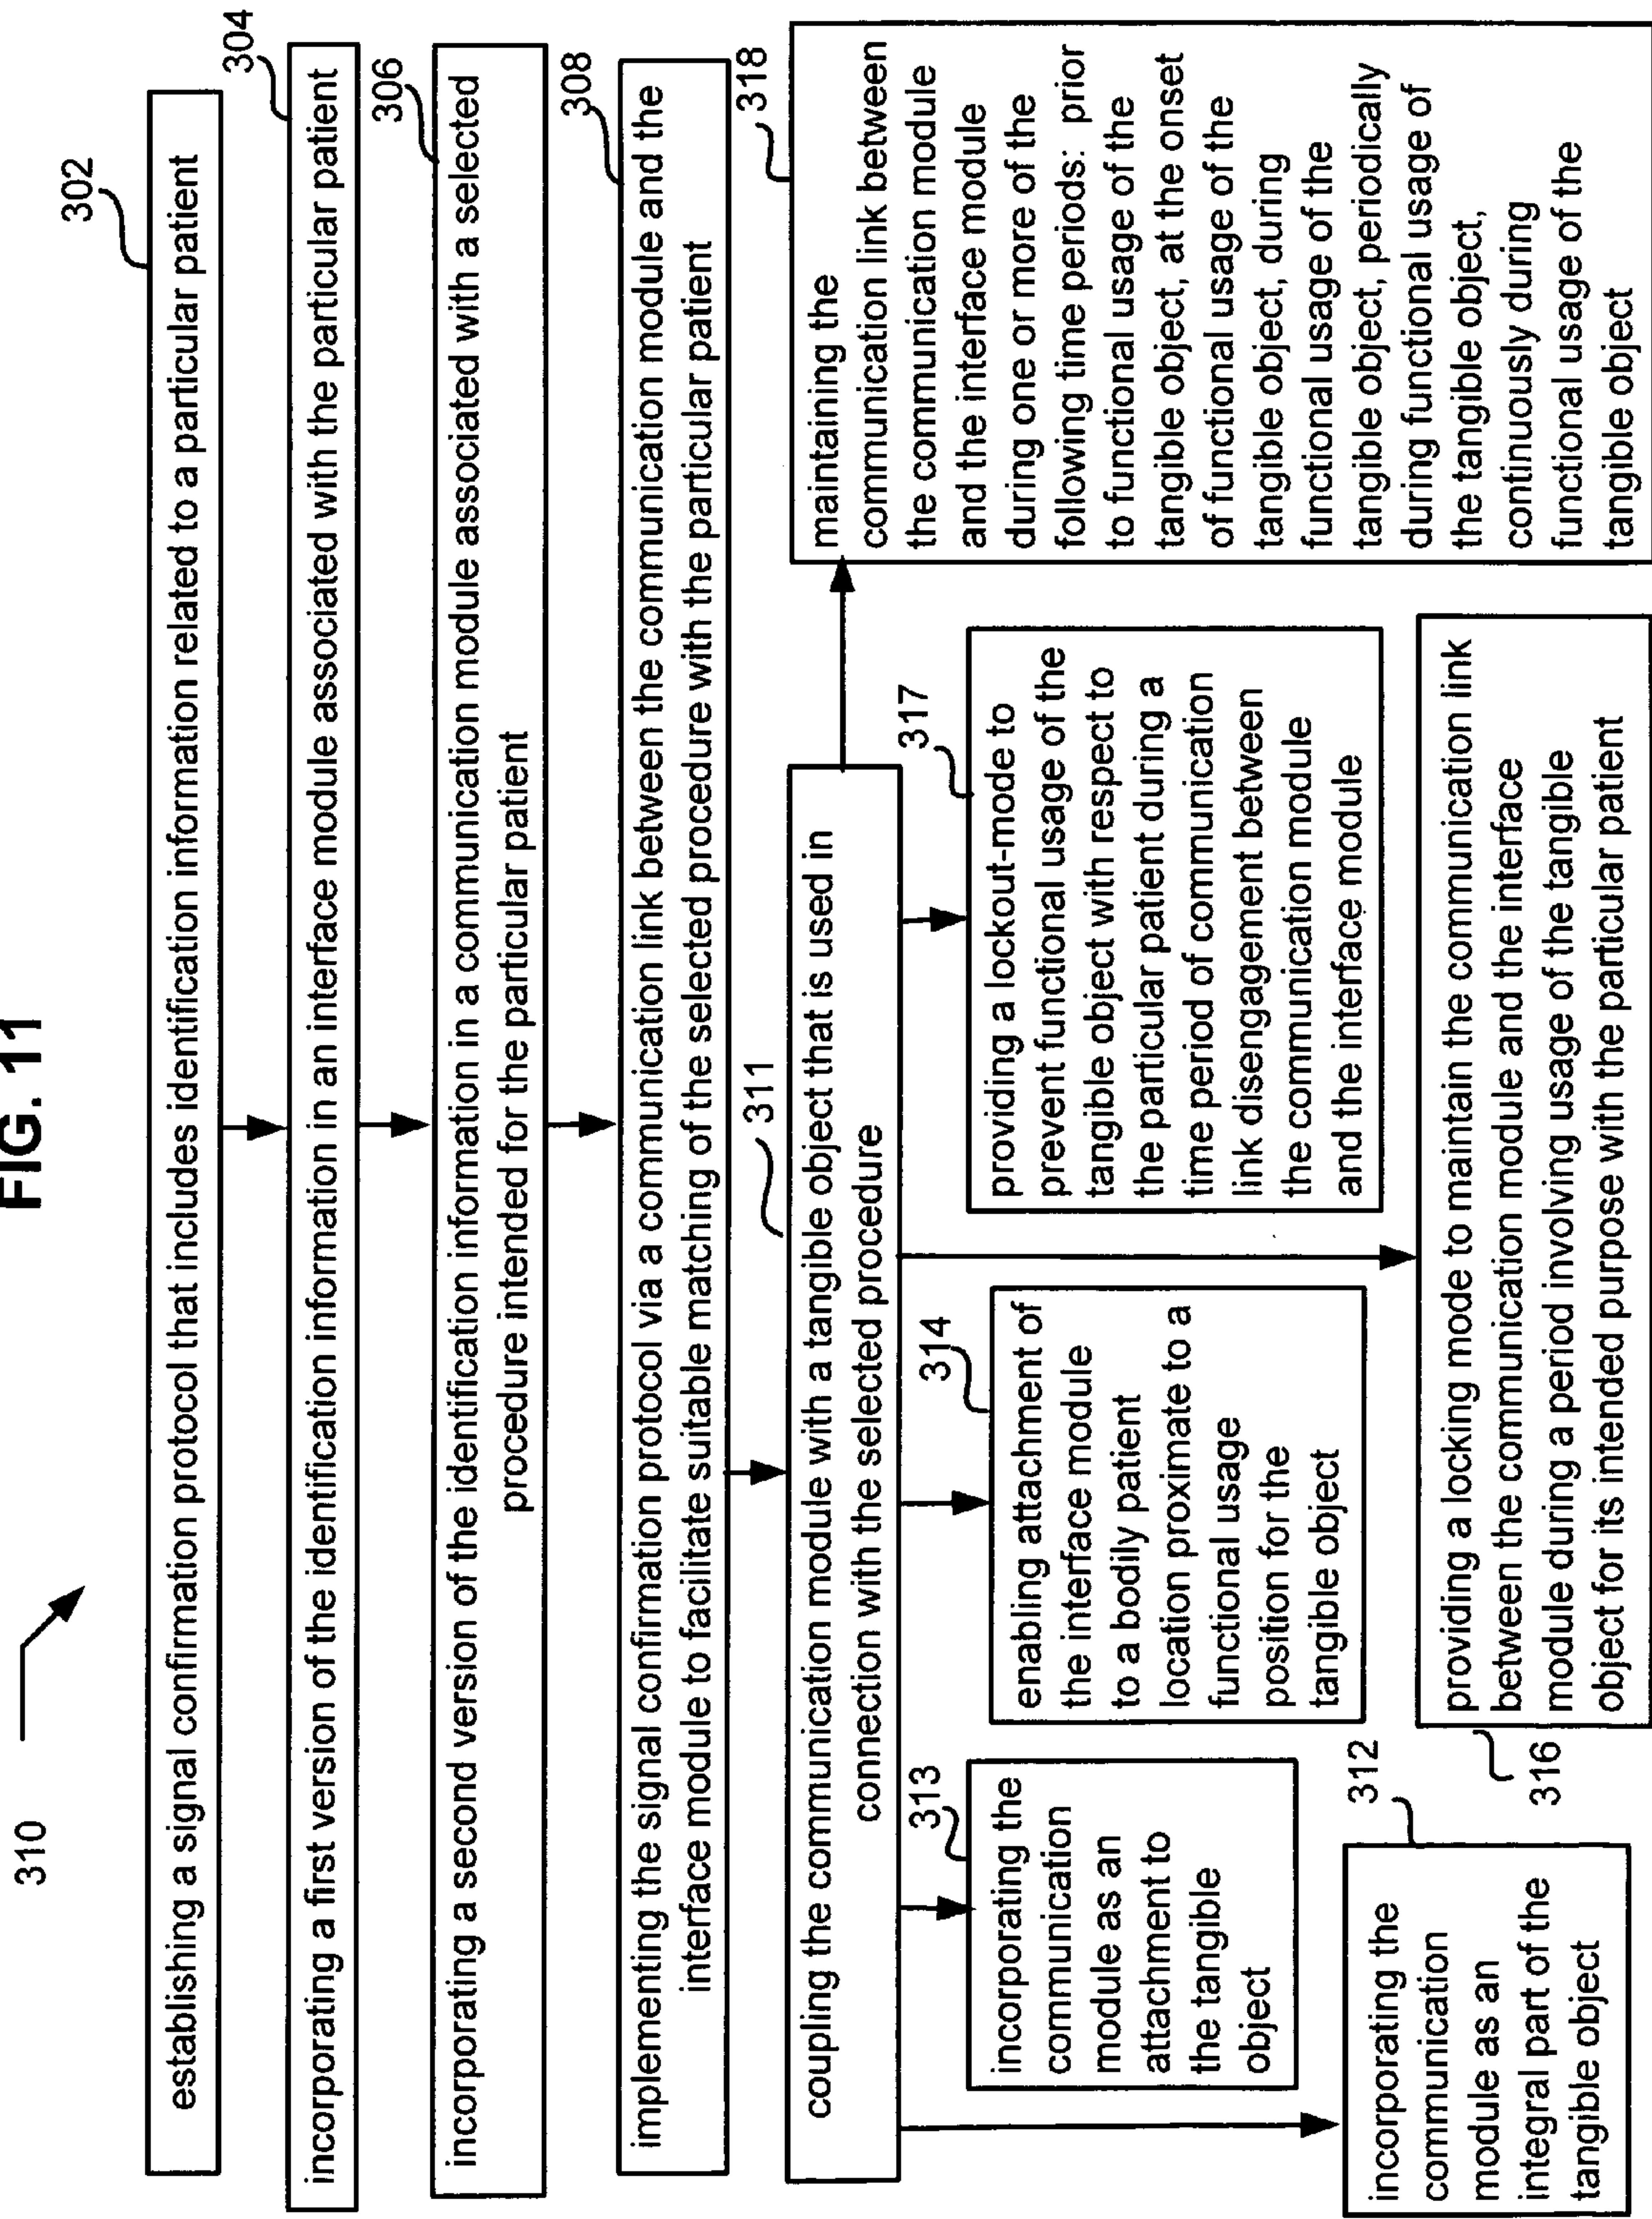 FIG. 11
310
302
establishing a signal confirmation protocol that includes identification information related to a particular patient
304
incorporating a first version of the identification information in an interface module associated with the particular patient
306
incorporating a second version of the identification information in a communication module associated with a selected
procedure intended for the particular patient
308
implementing the signal confirmation protocol via a communication link between the communication module and the
interface module to facilitate suitable matching of the selected procedure with the particular patient
311
coupling the communication module with a tangible object that is used in
connection with the selected procedure
318
maintaining the
communication link between
the communication module
and the interface module
during one or more of the
following time periods: prior
to functional usage of the
tangible object, at the onset
of functional usage of the
tangible object, during
functional usage of the
tangible object, periodically
during functional usage of
the tangible object,
continuously during
functional usage of the
tangible object
313
incorporating the
communication
module as an
attachment to
the tangible
object
314
enabling attachment of
the interface module
to a bodily patient
location proximate to a
functional usage
position for the
tangible object
317
providing a lockout-mode to
prevent functional usage of the
tangible object with respect to
the particular patient during a
time period of communication
link disengagement between
the communication module
and the interface module
312
incorporating the
communication
module as an
integral part of the
tangible object
316
providing a locking mode to maintain the communication link
between the communication module and the interface
module during a period involving usage of the tangible
object for its intended purpose with the particular patient